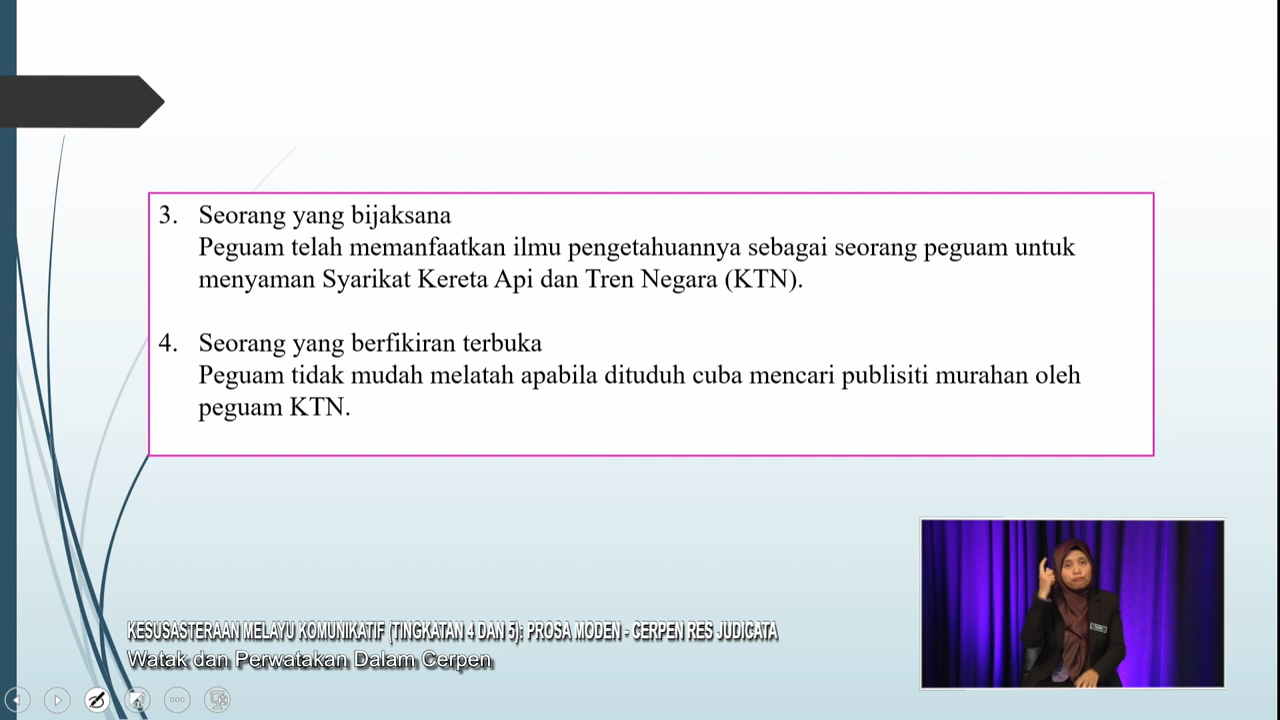 3. Seorang yang bijaksana
Peguam telah memanfaatkan ilmu pengetahuannya sebagai seorang peguam untuk
menyaman Syarikat Kereta Api dan Tren Negara (KTN).
4. Seorang yang berfikiran terbuka
Peguam tidak mudah melatah apabila dituduh cuba mencari publisiti murahan oleh
peguam KTN.
KESUSASTERAAN MELAYU KOMUNIKATIF (TINGKATAN 4 DAN 5): PROSA MODEN - CERPEN RES JUDICATA
Watak dan Perwatakan Dalam Cerpen